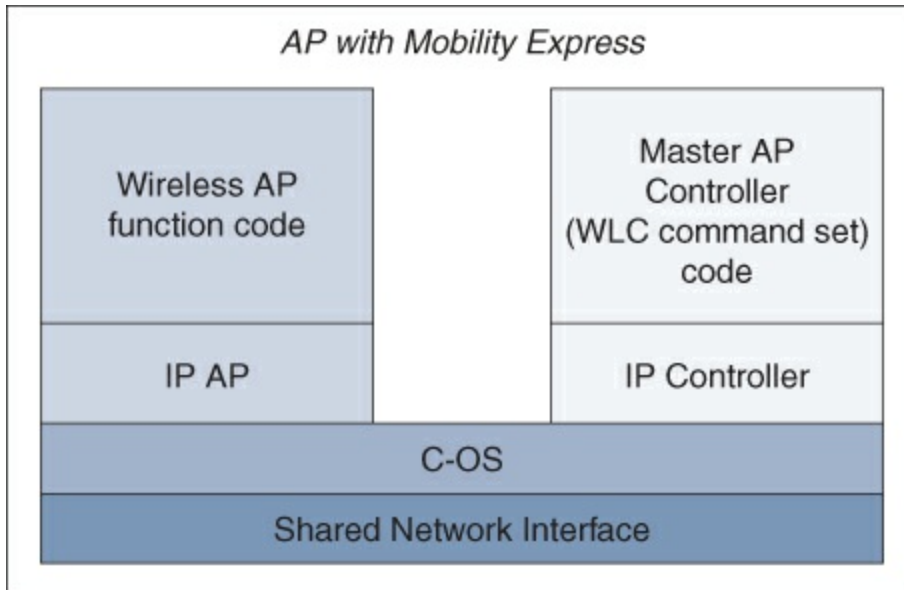 AP with Mobility Express
Wireless AP
function code
Master AP
Controller
(WLC command set)
code
IP AP
IP Controller
C-OS
Shared Network Interface